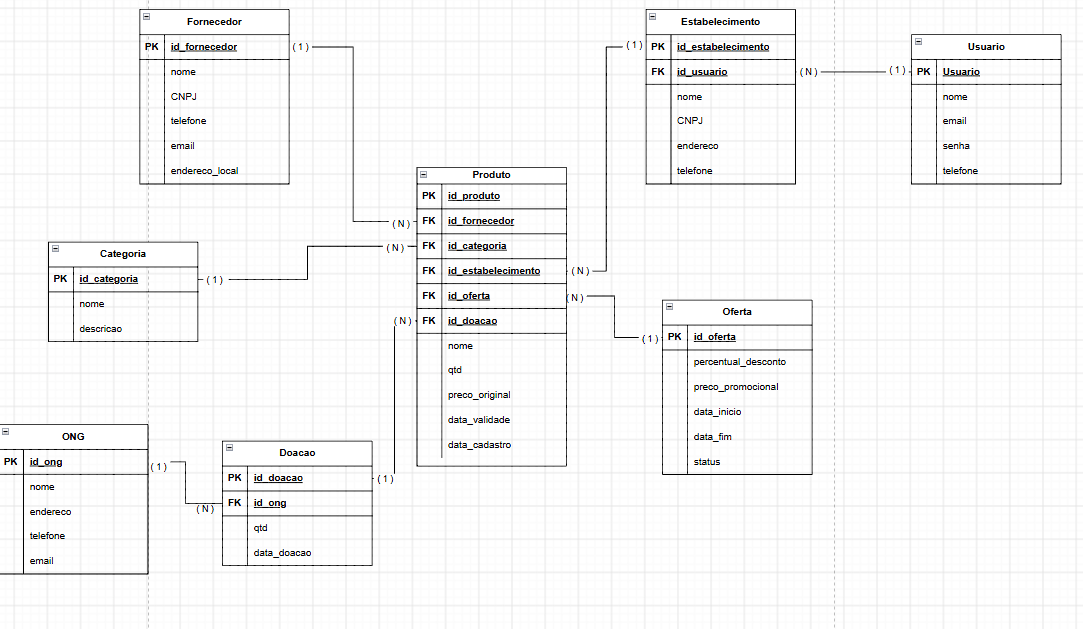 Fornecedor
PK id_fornecedor
nome
CNPJ
telefone
email
endereco_local
(1)
(N)
Estabelecimento
PK id_estabelecimento
FK id_usuario
nome
CNPJ
endereco
telefone
(1)
(N)
(N)
(1)
Usuario
PK Usuario
nome
email
senha
telefone
Produto
PK id_produto
FK id_fornecedor
FK id_categoria
FK id_estabelecimento
FK id_oferta
FK id_doacao
nome
qtd
preco_original
data_validade
data_cadastro
Categoria
PK id_categoria
nome
descricao
(1)
(N)
Oferta
PK id_oferta
percentual_desconto
preco_promocional
data_inicio
data_fim
status
(N)
(1)
ONG
PK id_ong
nome
endereco
telefone
email
(1)
(N)
Doacao
PK id_doacao
FK id_ong
qtd
data_doacao
(1)
(N)